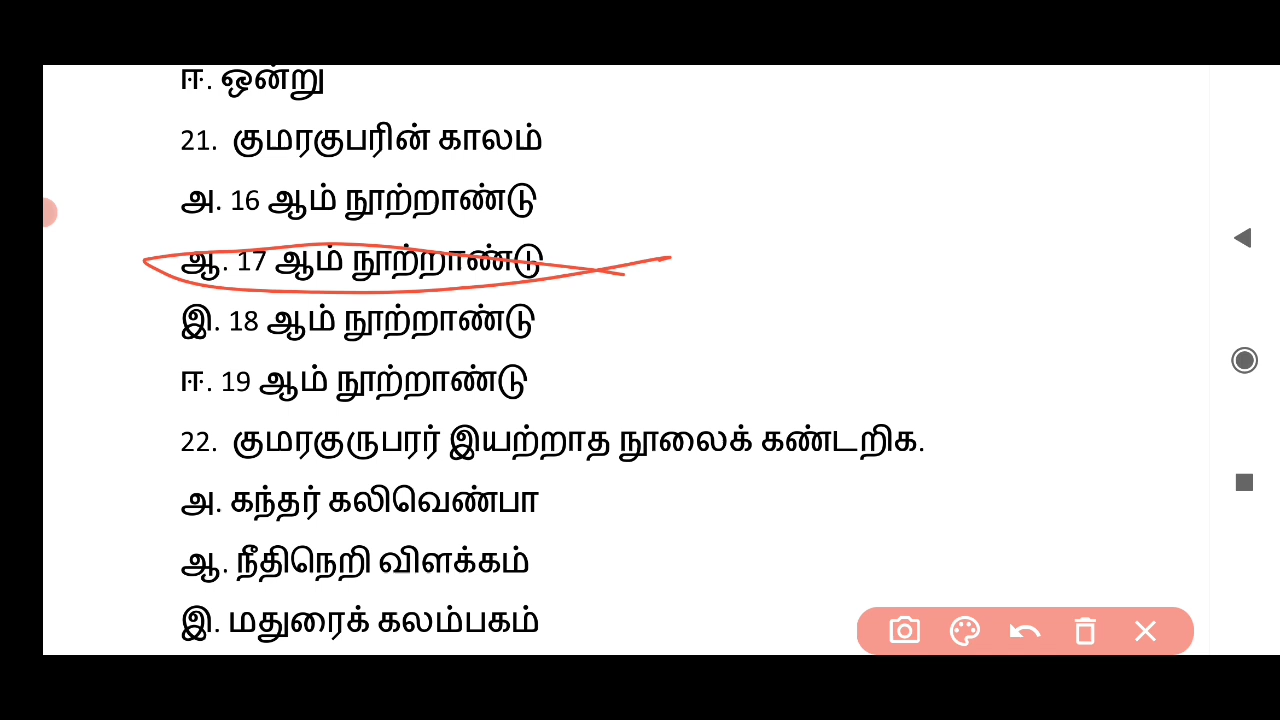 ஈ. ஒன்று
21. குமரகுபரின் காலம்
அ. 16 ஆம் நூற்றாண்டு
ஆ. 17 ஆம் நூற்றாண்டு
இ. 18 ஆம் நூற்றாண்டு
ஈ. 19 ஆம் நூற்றாண்டு
22. குமரகுருபரர் இயற்றாத நூலைக் கண்டறிக.
அ. கந்தர் கலிவெண்பா
ஆ. நீதிநெறி விளக்கம்
இ. மதுரைக் கலம்பகம்